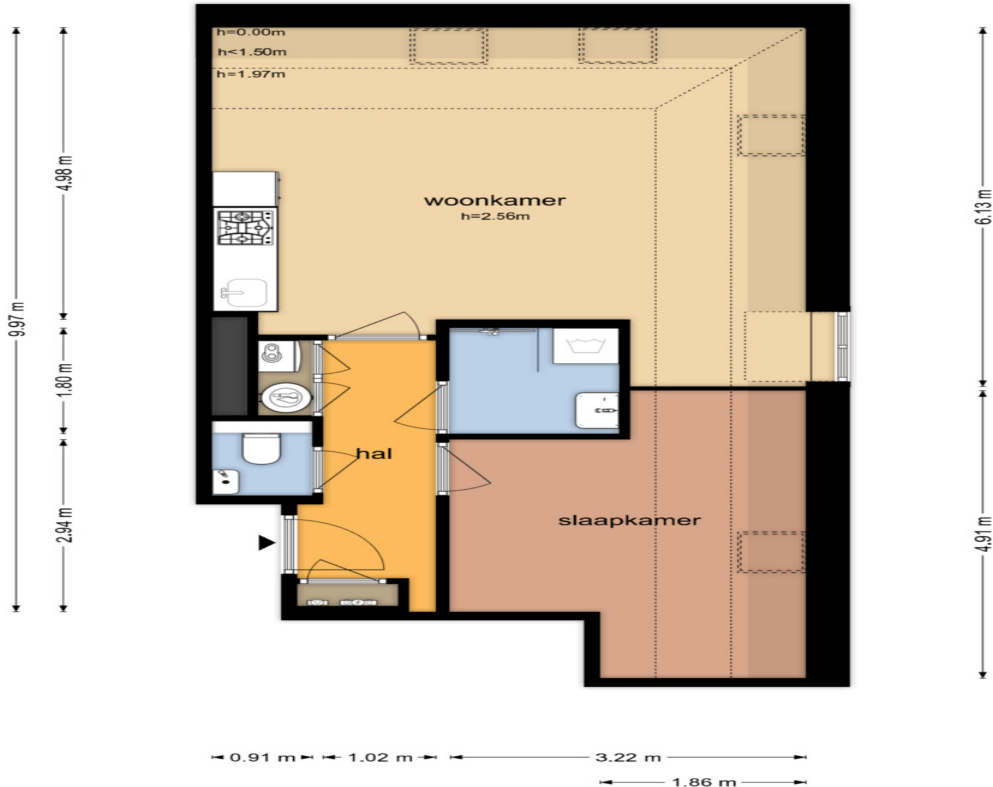 h=0.00m
h<1.50m
h=1.97m
woonkamer
h=2.56m
4.98 m
6.13 m
9.97 m
1.80 m
hal
2.94 m
slaapkamer
4.91 m
0.91 m
1.02 m
3.22 m
1.86 m